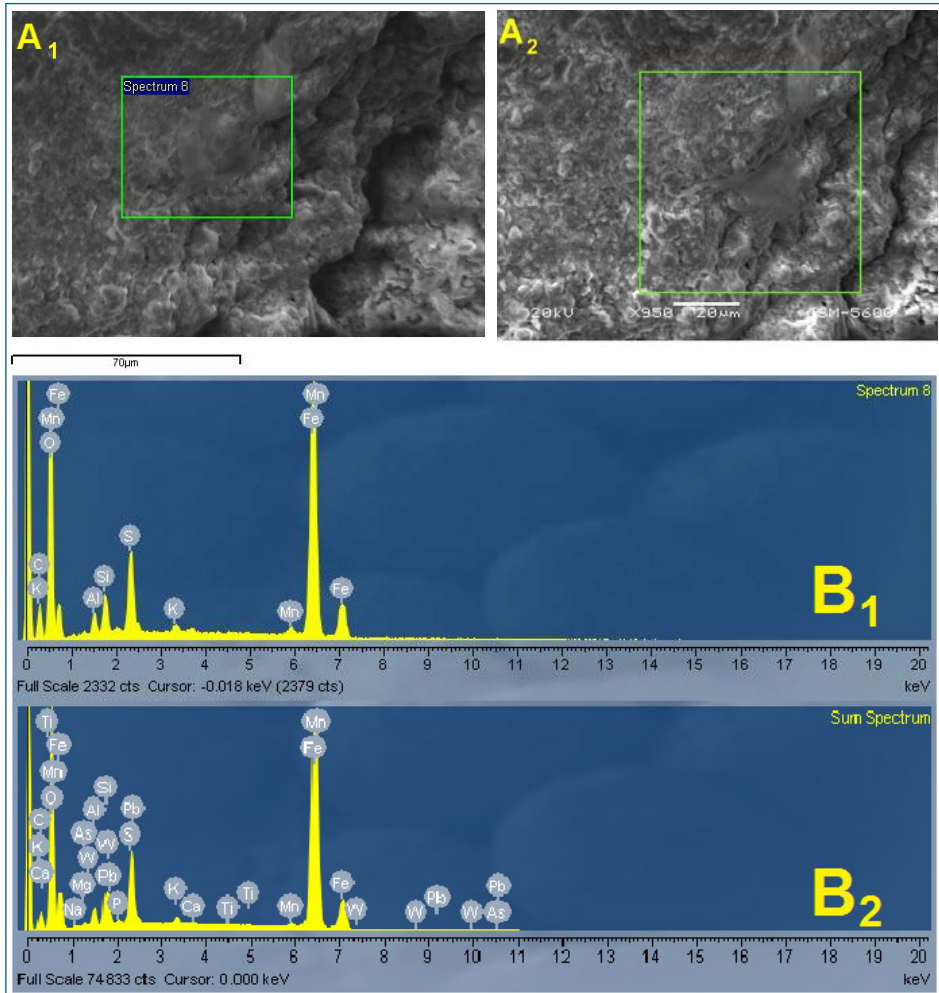 A1
A2
Spectrum 8
20kV X950 20µm JSM-5600
70µm
Spectrum 8
Fe
Mn
O
C
K
Al
Si
S
K
Mn
Mn
Fe
Fe
B1
0 1 2 3 4 5 6 7 8 9 10 11 12 13 14 15 16 17 18 19 20
Full Scale 2332 cts Cursor: -0.018 keV (2379 cts) keV
Sum Spectrum
Ti
Fe
Mn
O
C
K
Ca
Si
Al
As
W
W
Mg
Pb
Na
P
Pb
S
K
Ca
Ti
Ti
Mn
Mn
Fe
Fe
W
W
Pb
W
Pb
As
B2
0 1 2 3 4 5 6 7 8 9 10 11 12 13 14 15 16 17 18 19 20
Full Scale 74833 cts Cursor: 0.000 keV keV